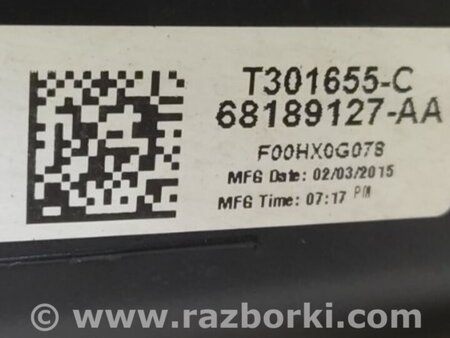 T301655-C
68189127-AA
F00HX0G078
MFG Date: 02/03/2015
MFG Time: 07:17 PM
© www.razborki.com